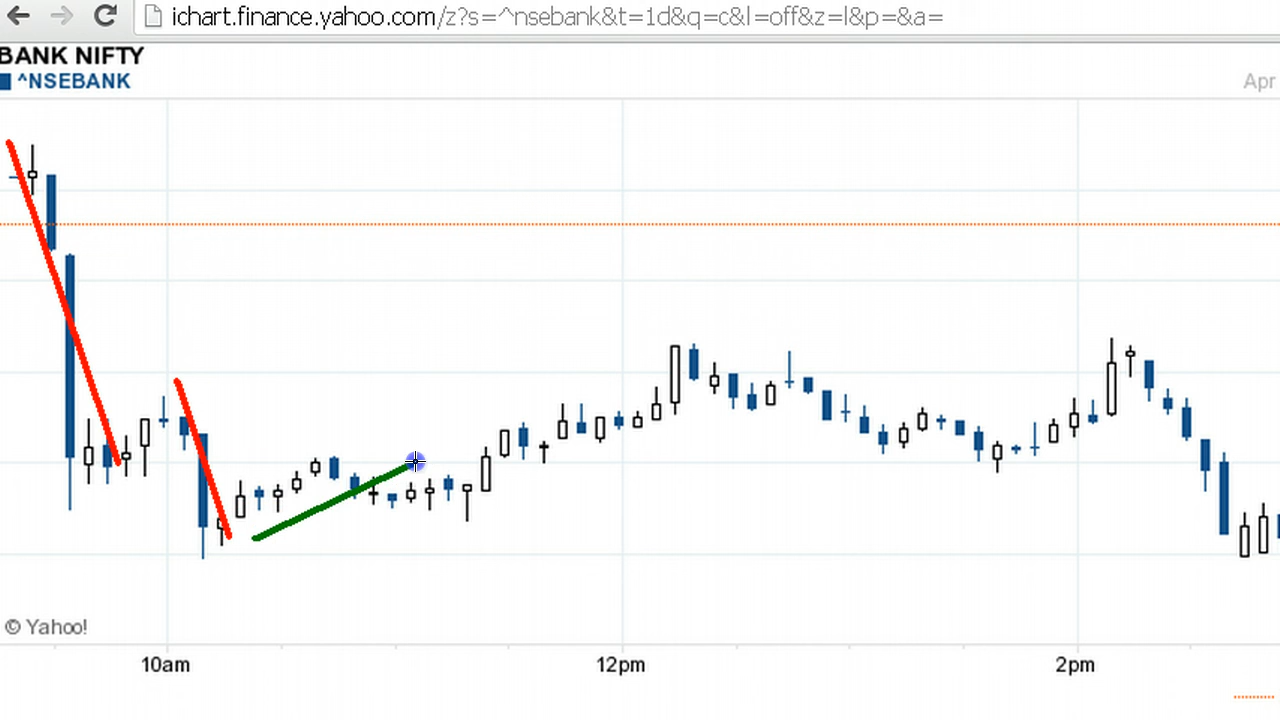 ichart.finance.yahoo.com/z?s=^nsebank&t=1d&q=c&l=off&z=l&p=&a=
BANK NIFTY
^NSEBANK
Apr
© Yahoo!
10am 12pm 2pm